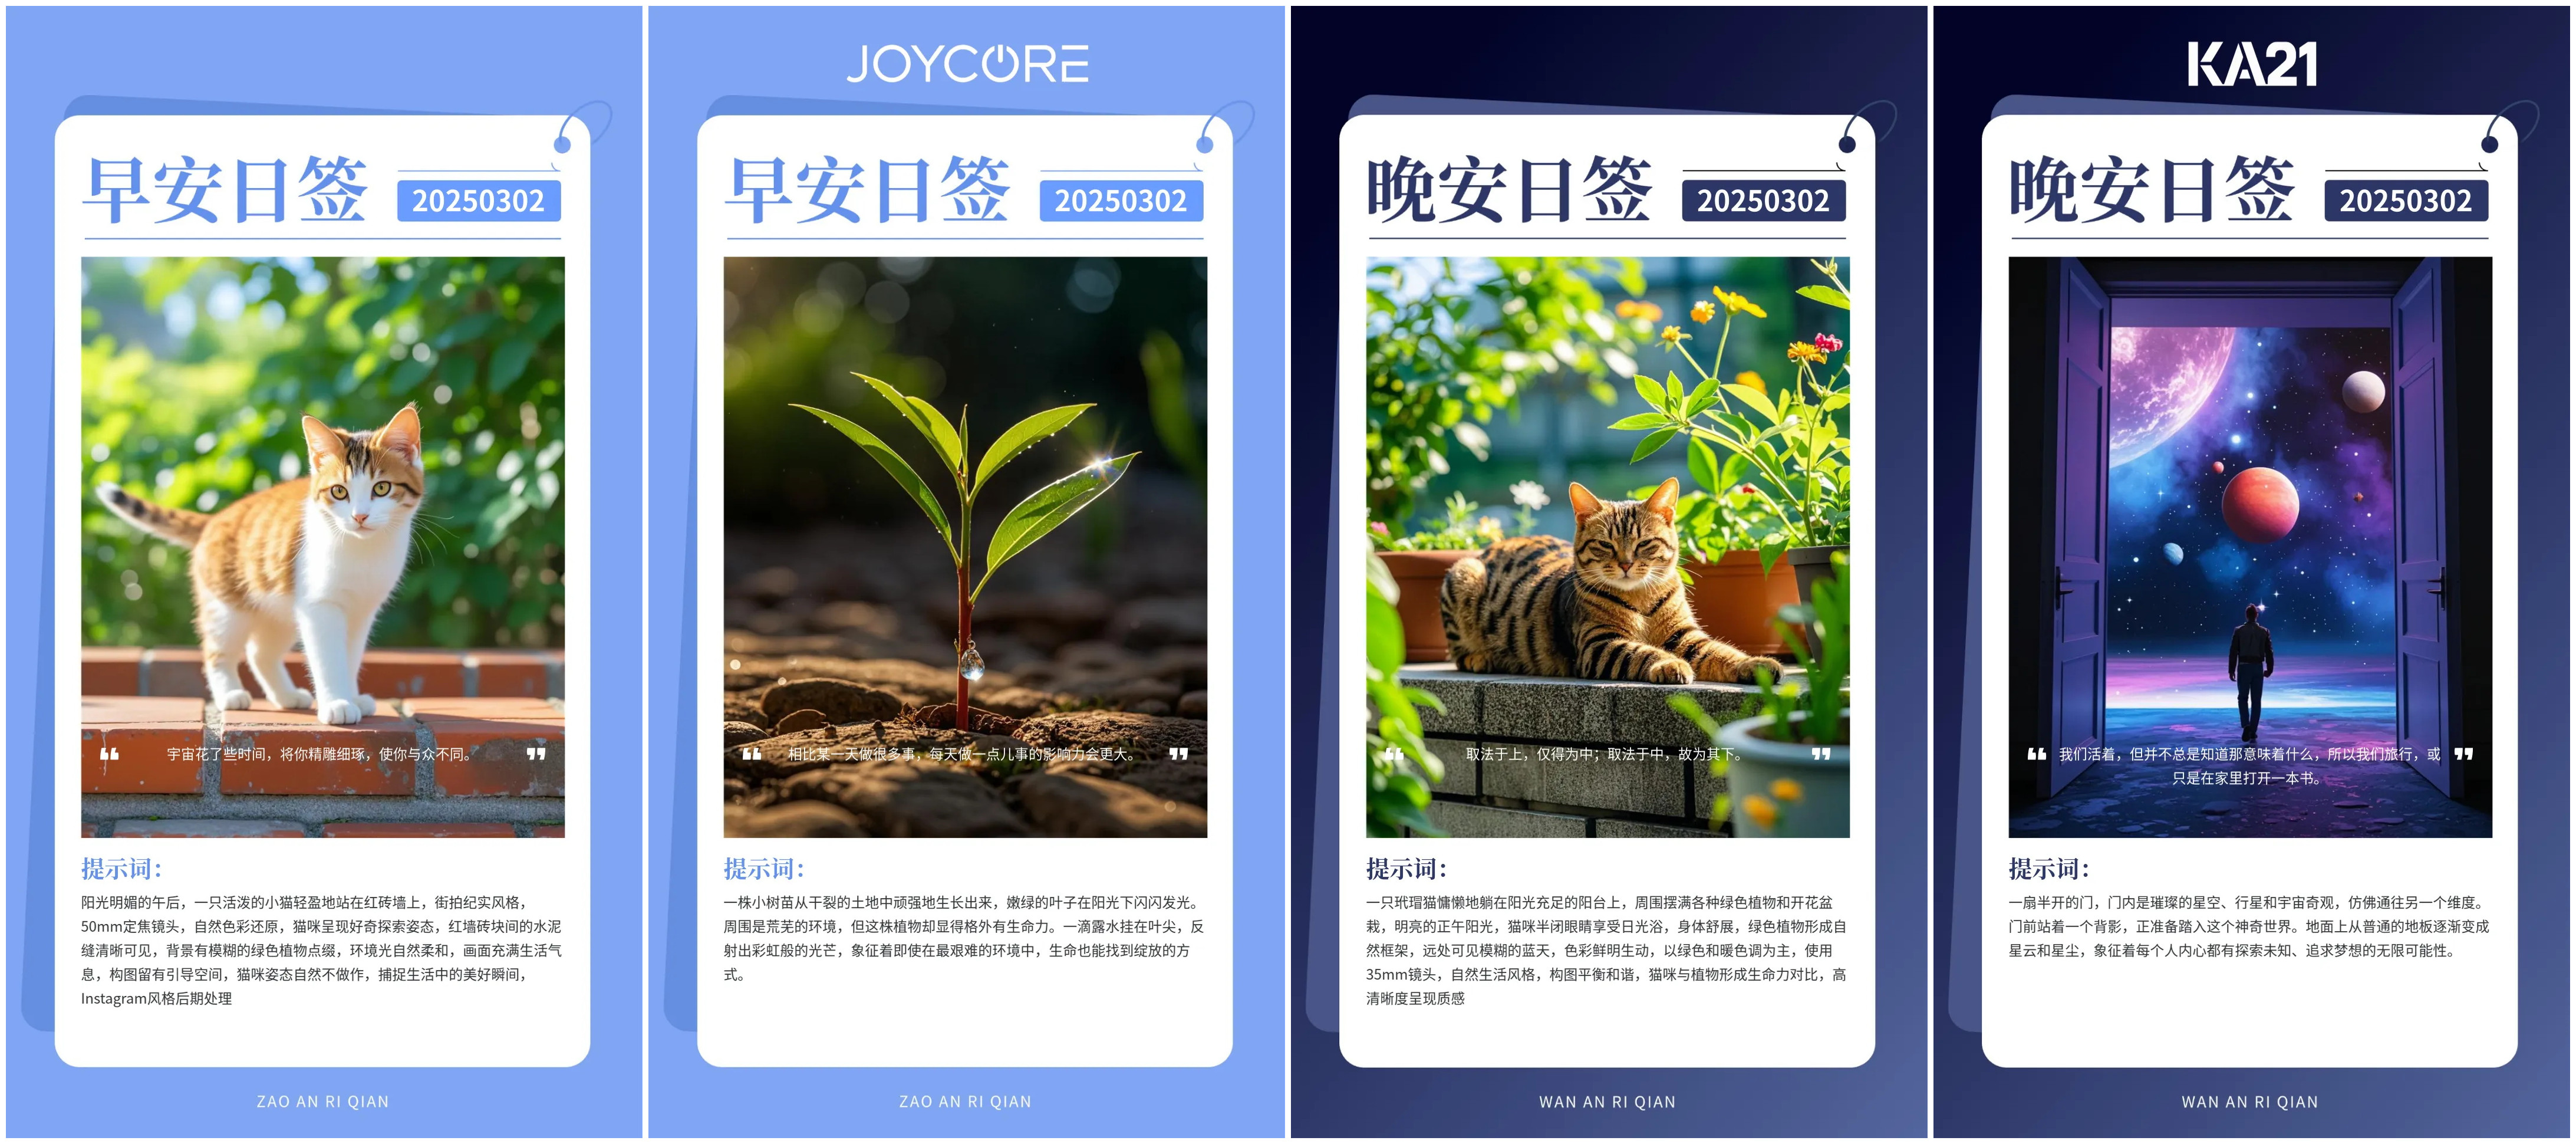 早安日签
20250302
“ 宇宙花了些时间，将你精雕细琢，使你与众不同。 ”
提示词：
阳光明媚的午后，一只活泼的小猫轻盈地站在红砖墙上，街拍纪实风格，
50mm定焦镜头，自然色彩还原，猫咪呈现好奇探索姿态，红墙砖块间的水泥
缝清晰可见，背景有模糊的绿色植物点缀，环境光自然柔和，画面充满生活气
息，构图留有引导空间，猫咪姿态自然不做作，捕捉生活中的美好瞬间，
Instagram风格后期处理
ZAO AN RI QIAN
JOYCORE
早安日签
20250302
“ 相比某一天做很多事，每天做一点儿事的影响力会更大。 ”
提示词：
一株小树苗从干裂的土地中顽强地生长出来，嫩绿的叶子在阳光下闪闪发光。
周围是荒芜的环境，但这株植物却显得格外有生命力。一滴露水挂在叶尖，反
射出彩虹般的光芒，象征着即使在最艰难的环境中，生命也能找到绽放的方
式。
ZAO AN RI QIAN
晚安日签
20250302
“ 取法于上，仅得为中；取法于中，故为其下。 ”
提示词：
一只玳瑁猫慵懒地躺在阳光充足的阳台上，周围摆满各种绿色植物和开花盆
栽，明亮的正午阳光，猫咪半闭眼睛享受日光浴，身体舒展，绿色植物形成自
然框架，远处可见模糊的蓝天，色彩鲜明生动，以绿色和暖色调为主，使用
35mm镜头，自然生活风格，构图平衡和谐，猫咪与植物形成生命力对比，高
清晰度呈现质感
WAN AN RI QIAN
KA21
晚安日签
20250302
“ 我们活着，但并不总是知道那意味着什么，所以我们旅行，或 ”
只是在家里打开一本书。
提示词：
一扇半开的门，门内是璀璨的星空、行星和宇宙奇观，仿佛通往另一个维度。
门前站着一个背影，正准备踏入这个神奇世界。地面上从普通的地板逐渐变成
星云和星尘，象征着每个人内心都有探索未知、追求梦想的无限可能性。
WAN AN RI QIAN